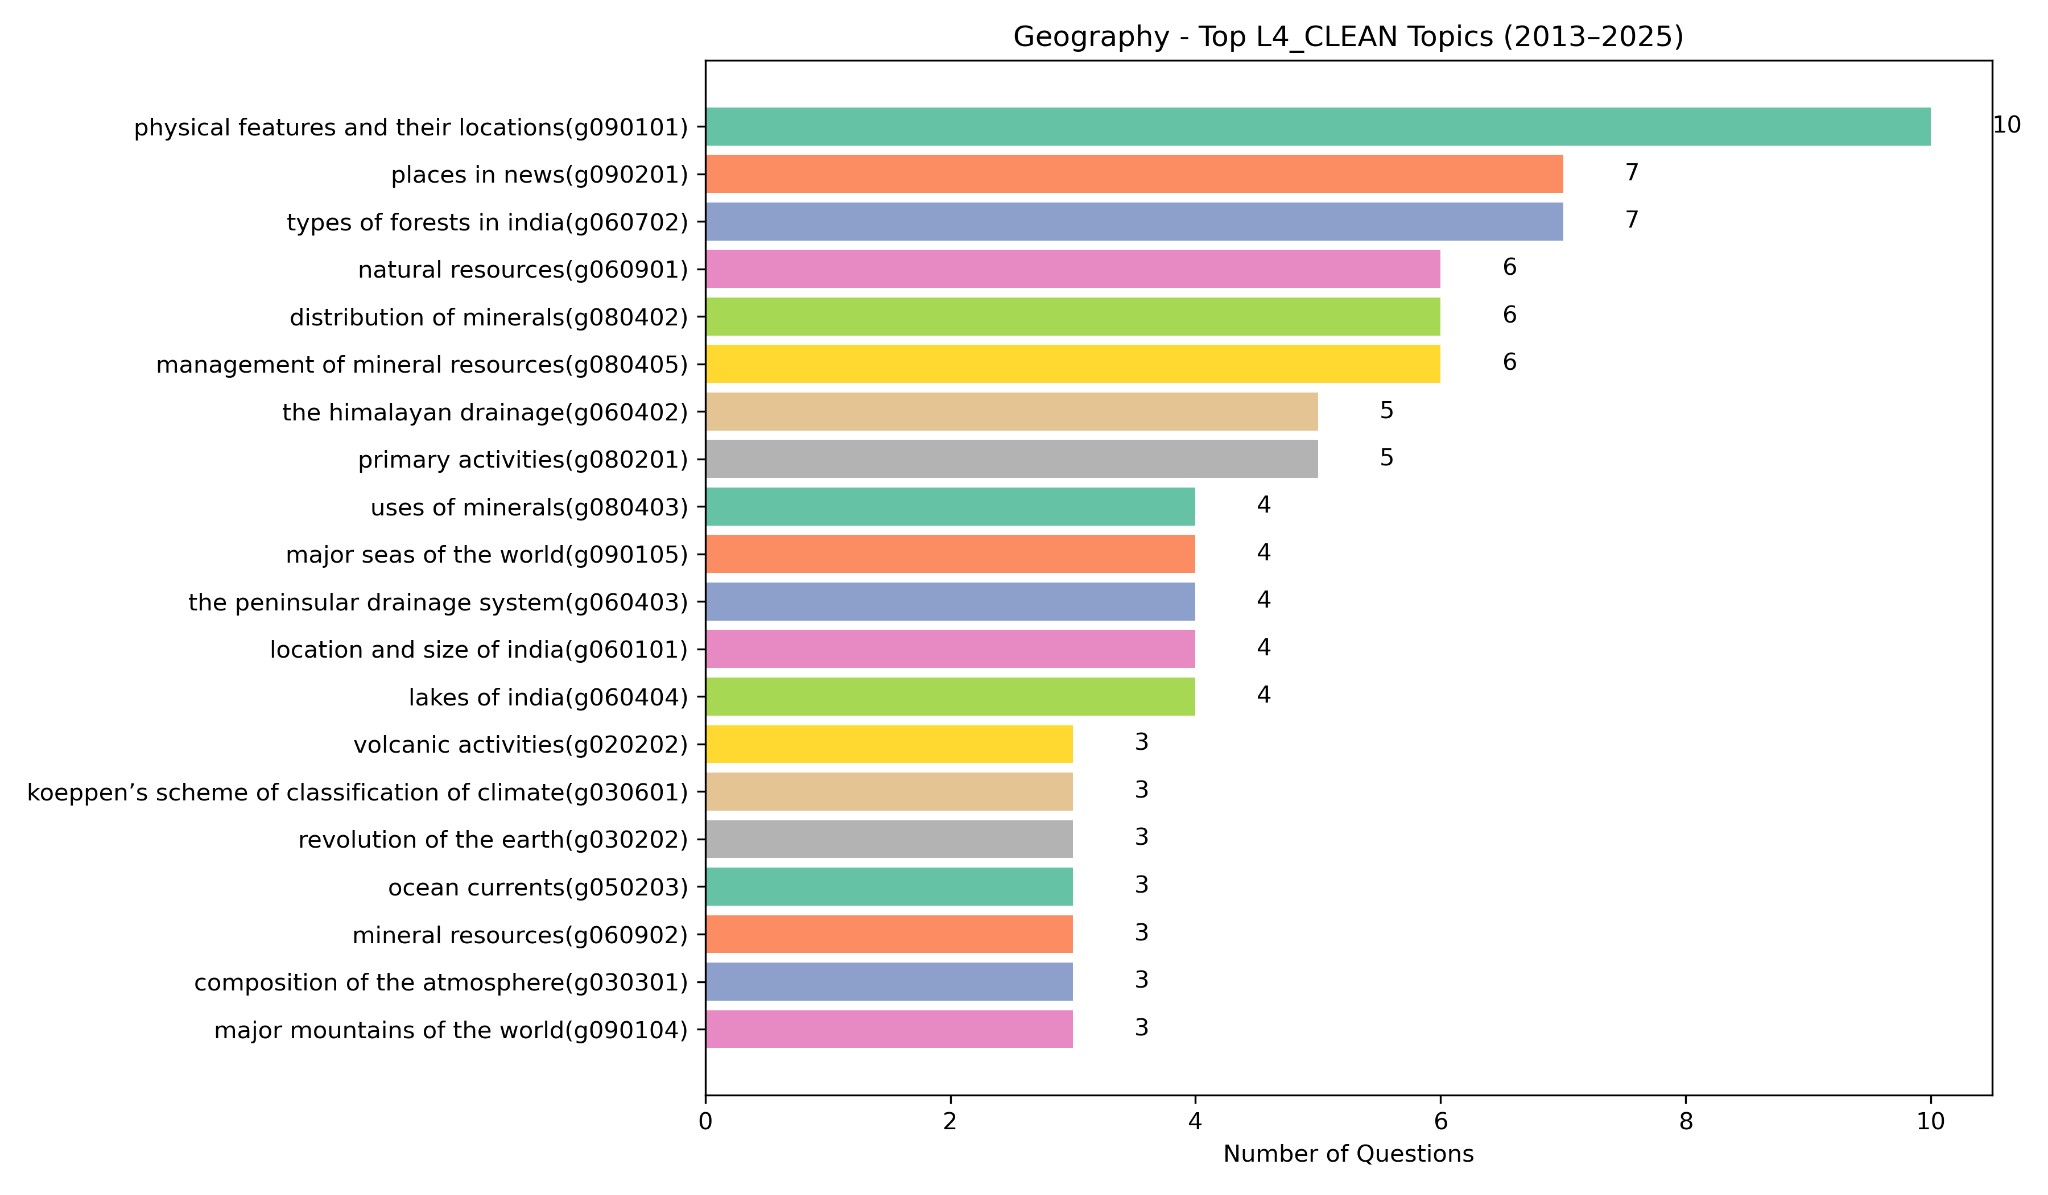 Geography - Top L4_CLEAN Topics (2013–2025)
physical features and their locations(g090101) 10
places in news(g090201) 7
types of forests in india(g060702) 7
natural resources(g060901) 6
distribution of minerals(g080402) 6
management of mineral resources(g080405) 6
the himalayan drainage(g060402) 5
primary activities(g080201) 5
uses of minerals(g080403) 4
major seas of the world(g090105) 4
the peninsular drainage system(g060403) 4
location and size of india(g060101) 4
lakes of india(g060404) 4
volcanic activities(g020202) 3
koeppen’s scheme of classification of climate(g030601) 3
revolution of the earth(g030202) 3
ocean currents(g050203) 3
mineral resources(g060902) 3
composition of the atmosphere(g030301) 3
major mountains of the world(g090104) 3
0 2 4 6 8 10
Number of Questions